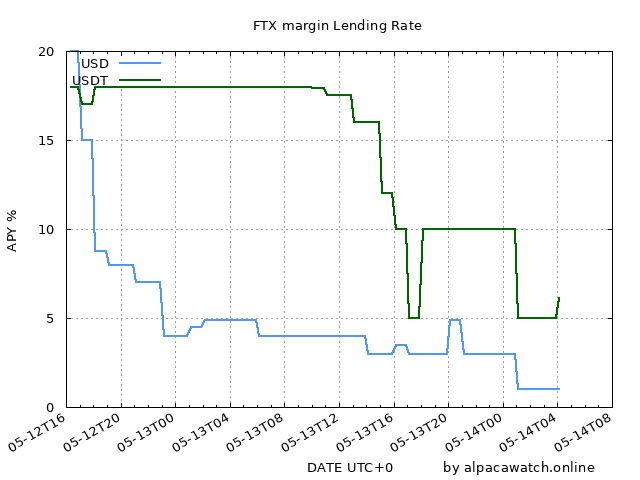 FTX margin Lending Rate
USD
USDT
20
15
10
5
0
APY %
05-12T16
05-12T20
05-13T00
05-13T04
05-13T08
05-13T12
05-13T16
05-13T20
05-14T00
05-14T04
05-14T08
DATE UTC+0
by alpacawatch.online